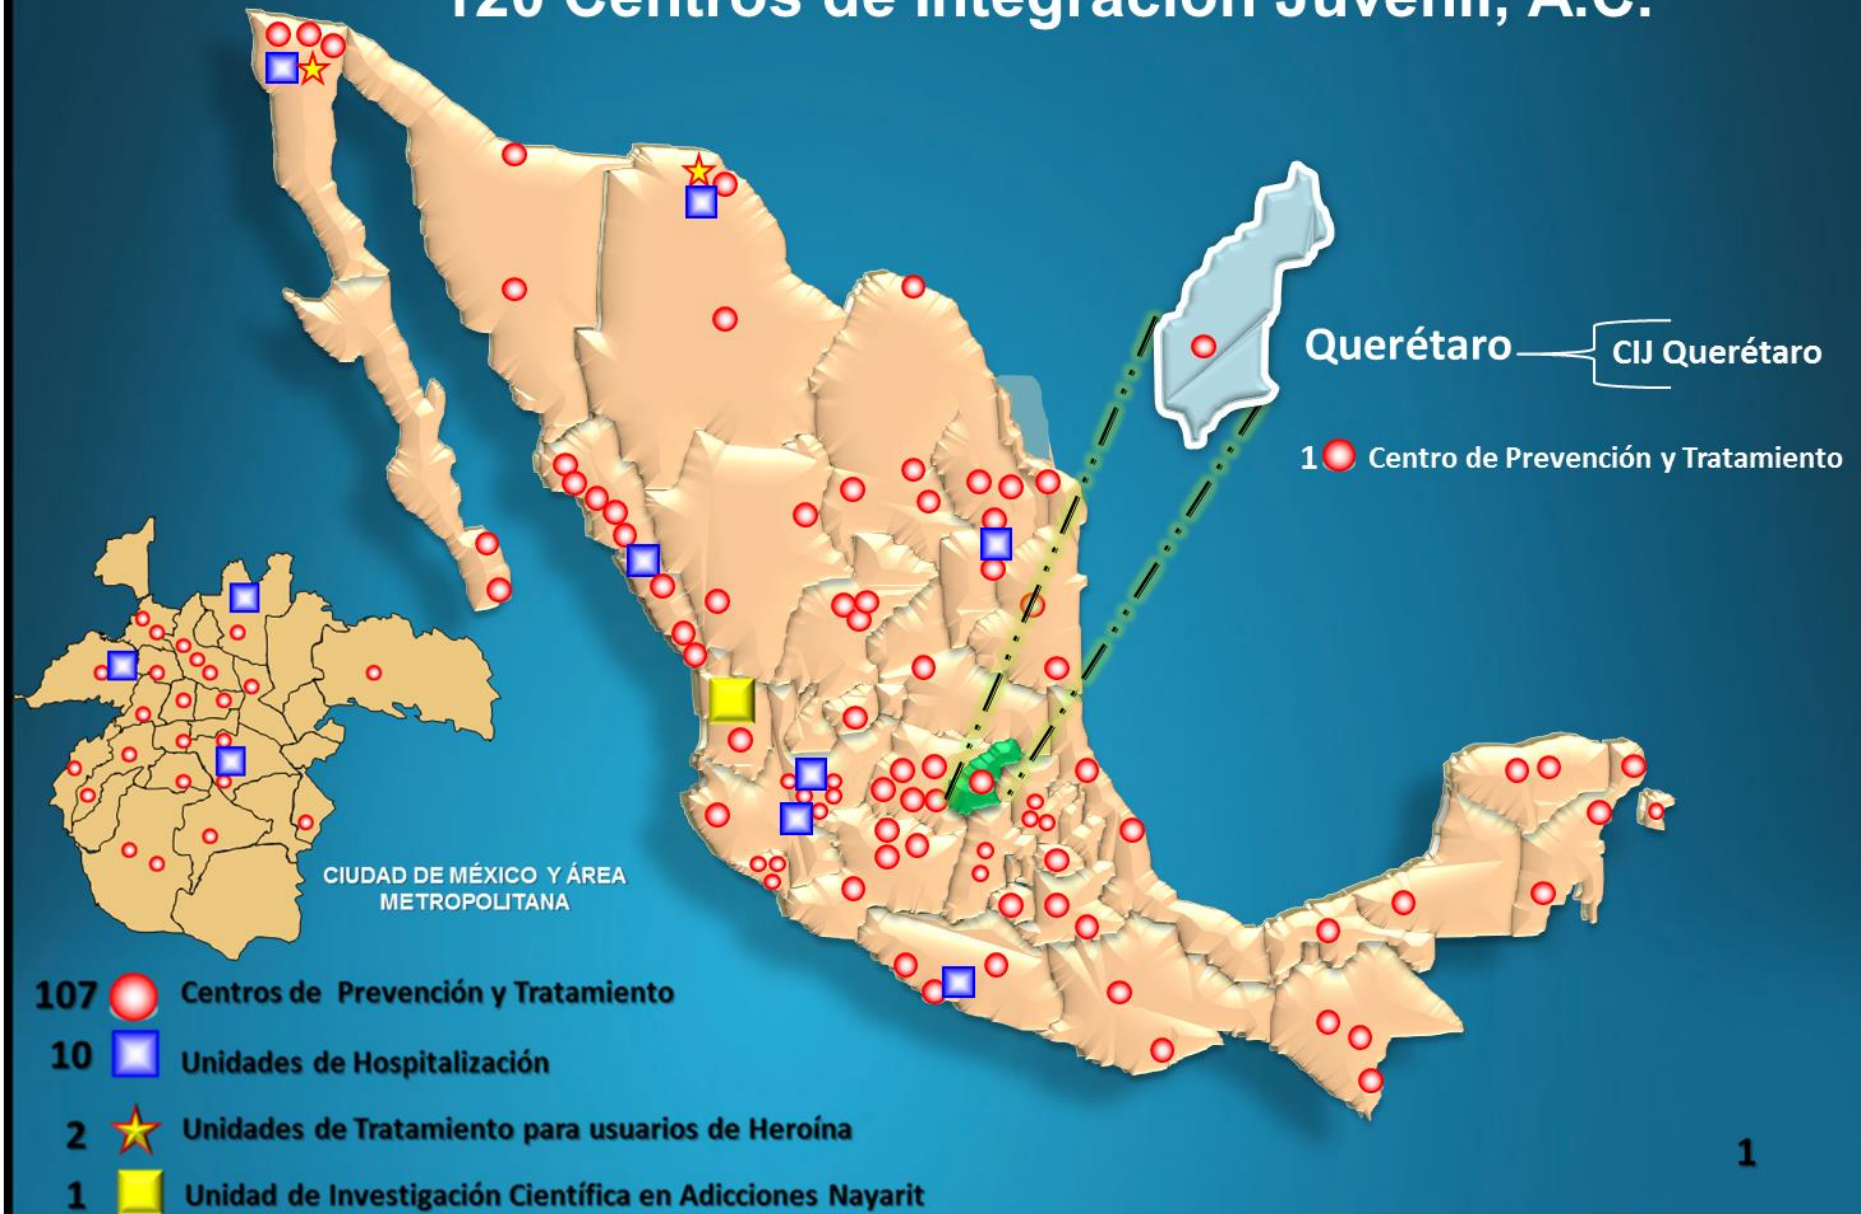 120 Centros de Integración Juvenil, A.C.
Querétaro
CIJ Querétaro
1 Centro de Prevención y Tratamiento
CIUDAD DE MÉXICO Y ÁREA
METROPOLITANA
107 Centros de Prevención y Tratamiento
10 Unidades de Hospitalización
2 Unidades de Tratamiento para usuarios de Heroína
1 Unidad de Investigación Científica en Adicciones Nayarit
1